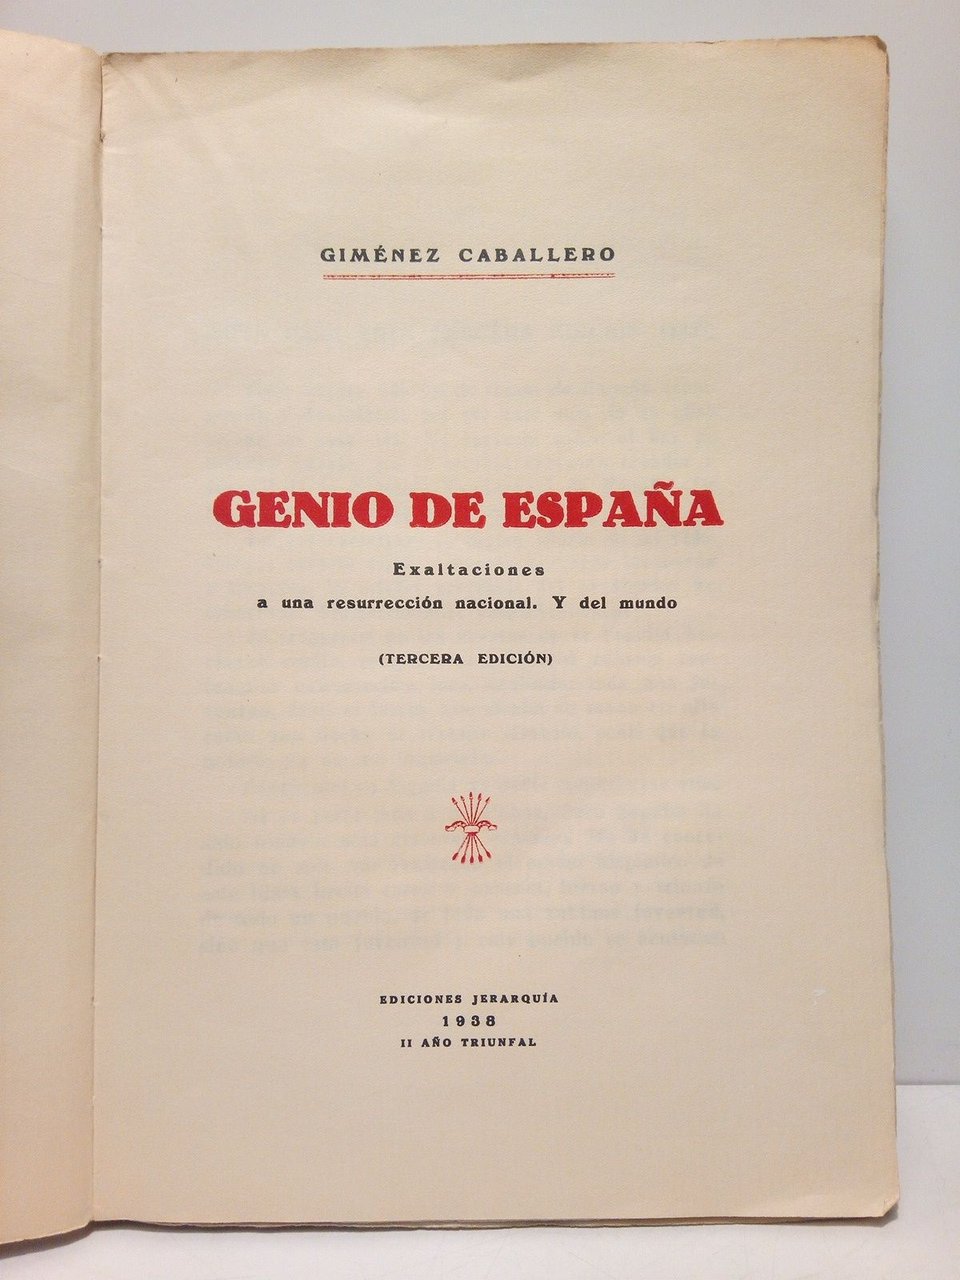 GIMÉNEZ CABALLERO
GENIO DE ESPAÑA
Exaltaciones
a una resurrección nacional. Y del mundo
(TERCERA EDICIÓN)
EDICIONES JERARQUÍA
1938
II AÑO TRIUNFAL